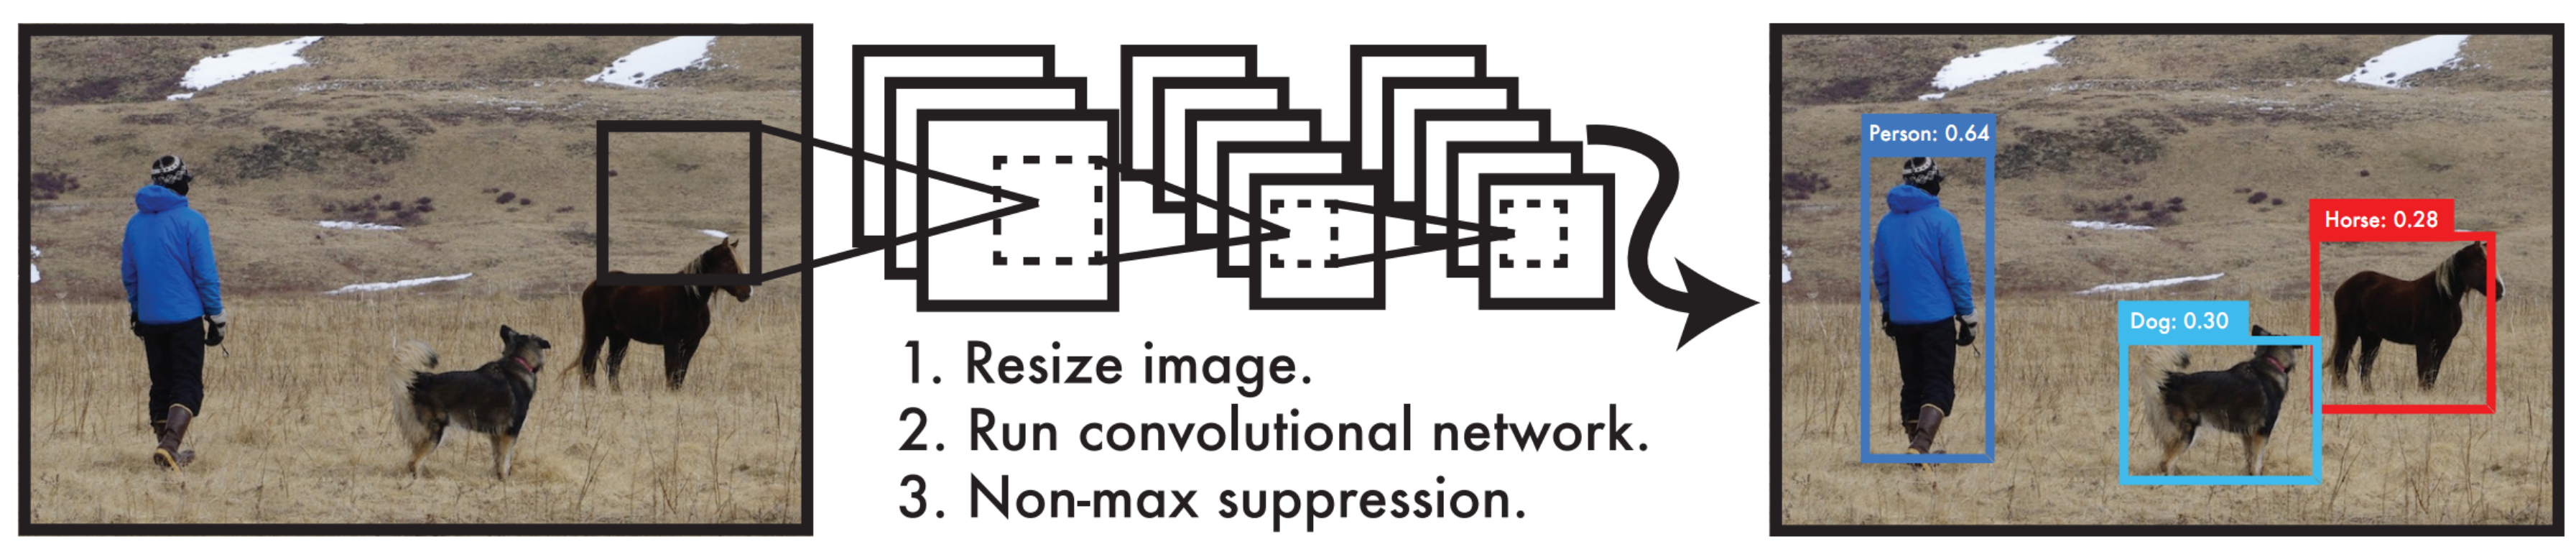 1. Resize image.
2. Run convolutional network.
3. Non-max suppression.
Person: 0.64
Horse: 0.28
Dog: 0.30